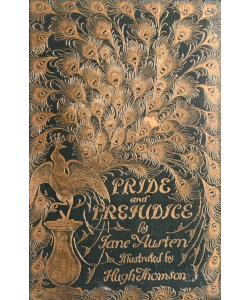 PRIDE
and
PREJUDICE
by
Jane Austen
Illustrated by
Hugh Thomson